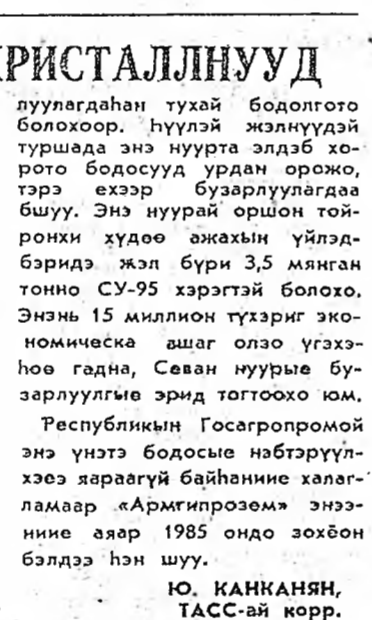 КРИСТАЛЛНУУД
луулагдаһан тухай бодолгото
болохоор. Һүүлэй жэлнүүдэй
туршада энэ нуурта элдэб хо-
рото бодосууд урдан орожо,
тэрэ ехээр бузарлуулагдаа
бшуу. Энэ нуурай оршон той-
ронхи хүдөө ажахын үйлэд-
бэридэ жэл бүри 3,5 мянган
тонно СУ-95 хэрэгтэй болохо.
Энэнь 15 миллион түхэриг эко-
номическа ашаг олзо үгэхэ-
һөө гадна, Севан нуурые бу-
зарлуулгые эрид тогтоохо юм.
Республикын Госагропромой
энэ үнэтэ бодосые нэбтэрүүл-
хэеэ яараагүй байһаниие халаг-
ламаар «Армгипрозем» энээ-
ниие аяар 1985 ондо зохёон
бэлдээ һэн шуу.
Ю. КАНКАНЯН,
ТАСС-ай корр.